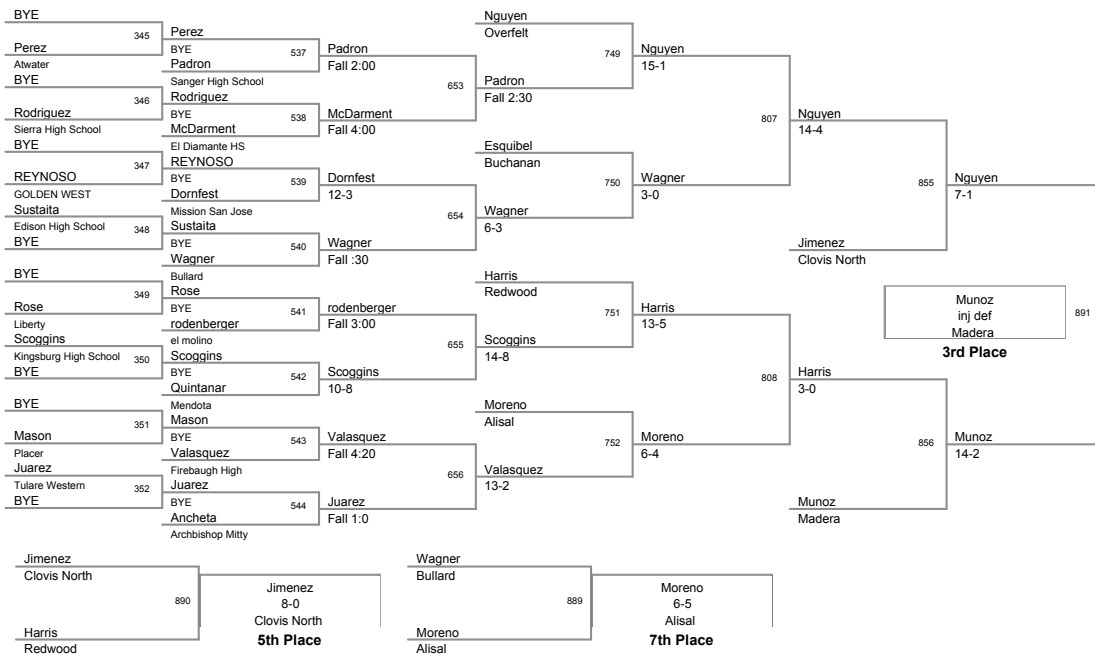 BYE
345
Perez
Atwater
BYE
346
Rodriguez
Sierra High School
BYE
347
REYNOSO
GOLDEN WEST
Sustaita
Edison High School
348
BYE
BYE
349
Rose
Liberty
Scoggins
Kingsburg High School
350
BYE
BYE
351
Mason
Placer
Juarez
Tulare Western
352
BYE
Perez
BYE
537
Padron
Sanger High School
Rodriguez
BYE
538
McDarment
El Diamante HS
REYNOSO
BYE
539
Dornfest
Mission San Jose
Sustaita
BYE
540
Wagner
Bullard
Rose
BYE
541
rodenberger
el molino
Scoggins
BYE
542
Quintanar
Mendota
Mason
BYE
543
Valasquez
Firebaugh High
Juarez
BYE
544
Ancheta
Archbishop Mitty
Padron
Fall 2:00
653
McDarment
Fall 4:00
Dornfest
12-3
654
Wagner
Fall :30
rodenberger
Fall 3:00
655
Scoggins
10-8
Valasquez
Fall 4:20
656
Juarez
Fall 1:0
Nguyen
Overfelt
749
Padron
Fall 2:30
Esquibel
Buchanan
750
Wagner
6-3
Harris
Redwood
751
Scoggins
14-8
Moreno
Alisal
752
Valasquez
13-2
Nguyen
15-1
807
Wagner
3-0
Harris
13-5
808
Moreno
6-4
Nguyen
14-4
855
Jimenez
Clovis North
Harris
3-0
856
Munoz
Madera
Nguyen
7-1
Munoz
inj def
Madera
891
3rd Place
Munoz
14-2
Jimenez
Clovis North
890
Harris
Redwood
Jimenez
8-0
Clovis North
5th Place
Wagner
Bullard
889
Moreno
Alisal
Moreno
6-5
Alisal
7th Place